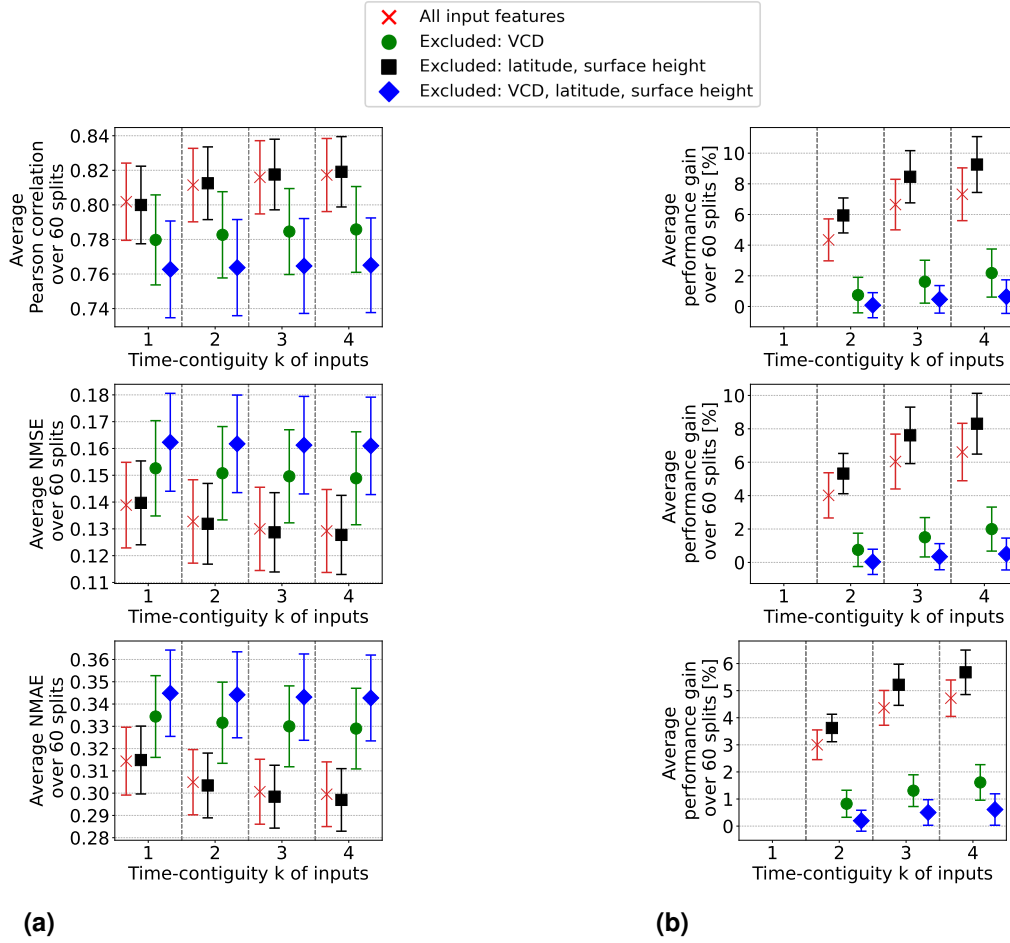 All input features
Excluded: VCD
Excluded: latitude, surface height
Excluded: VCD, latitude, surface height
Average
Pearson correlation
over 60 splits
0.84
0.82
0.80
0.78
0.76
0.74
1 2 3 4
Time-contiguity k of inputs
Average
performance gain
over 60 splits [%]
10
8
6
4
2
0
1 2 3 4
Time-contiguity k of inputs
Average NMSE
over 60 splits
0.18
0.17
0.16
0.15
0.14
0.13
0.12
0.11
1 2 3 4
Time-contiguity k of inputs
Average
performance gain
over 60 splits [%]
10
8
6
4
2
0
1 2 3 4
Time-contiguity k of inputs
Average NMAE
over 60 splits
0.36
0.35
0.34
0.33
0.32
0.31
0.30
0.29
0.28
1 2 3 4
Time-contiguity k of inputs
Average
performance gain
over 60 splits [%]
6
5
4
3
2
1
0
1 2 3 4
Time-contiguity k of inputs
(a)
(b)